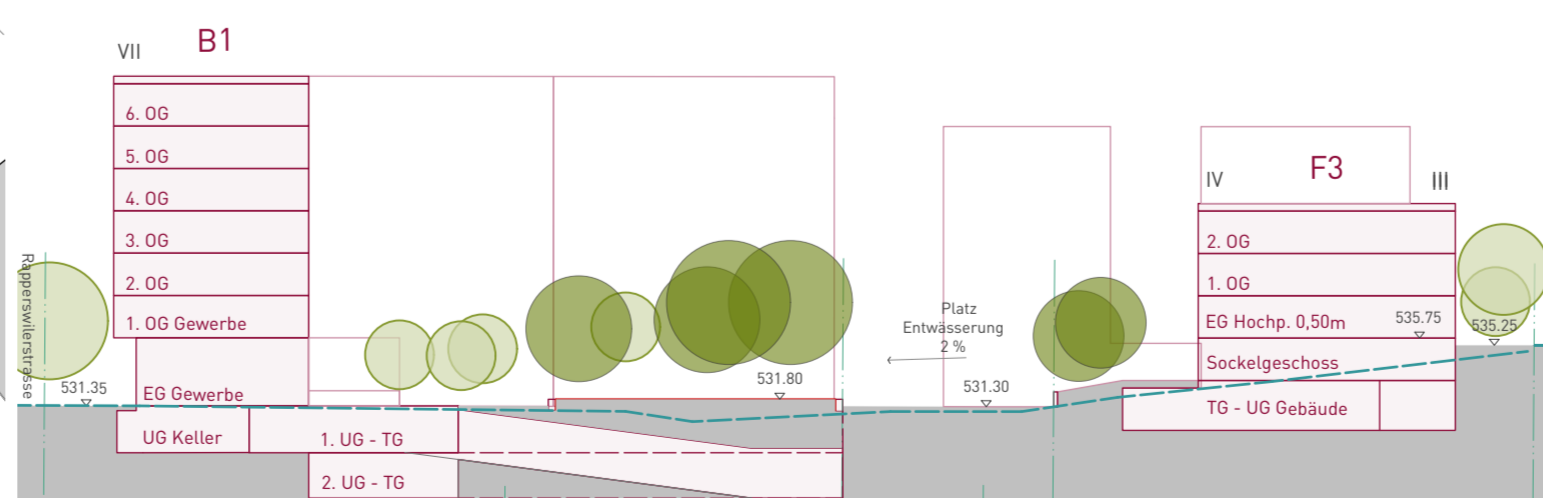 VII
B1
6. OG
5. OG
4. OG
3. OG
2. OG
1. OG Gewerbe
EG Gewerbe
UG Keller
1. UG - TG
2. UG - TG
Rapperswilerstrasse
531.35
531.80
Platz
Entwässerung
2 %
531.30
IV
F3
III
2. OG
1. OG
EG Hochp. 0,50m
535.75
535.25
Sockelgeschoss
TG - UG Gebäude